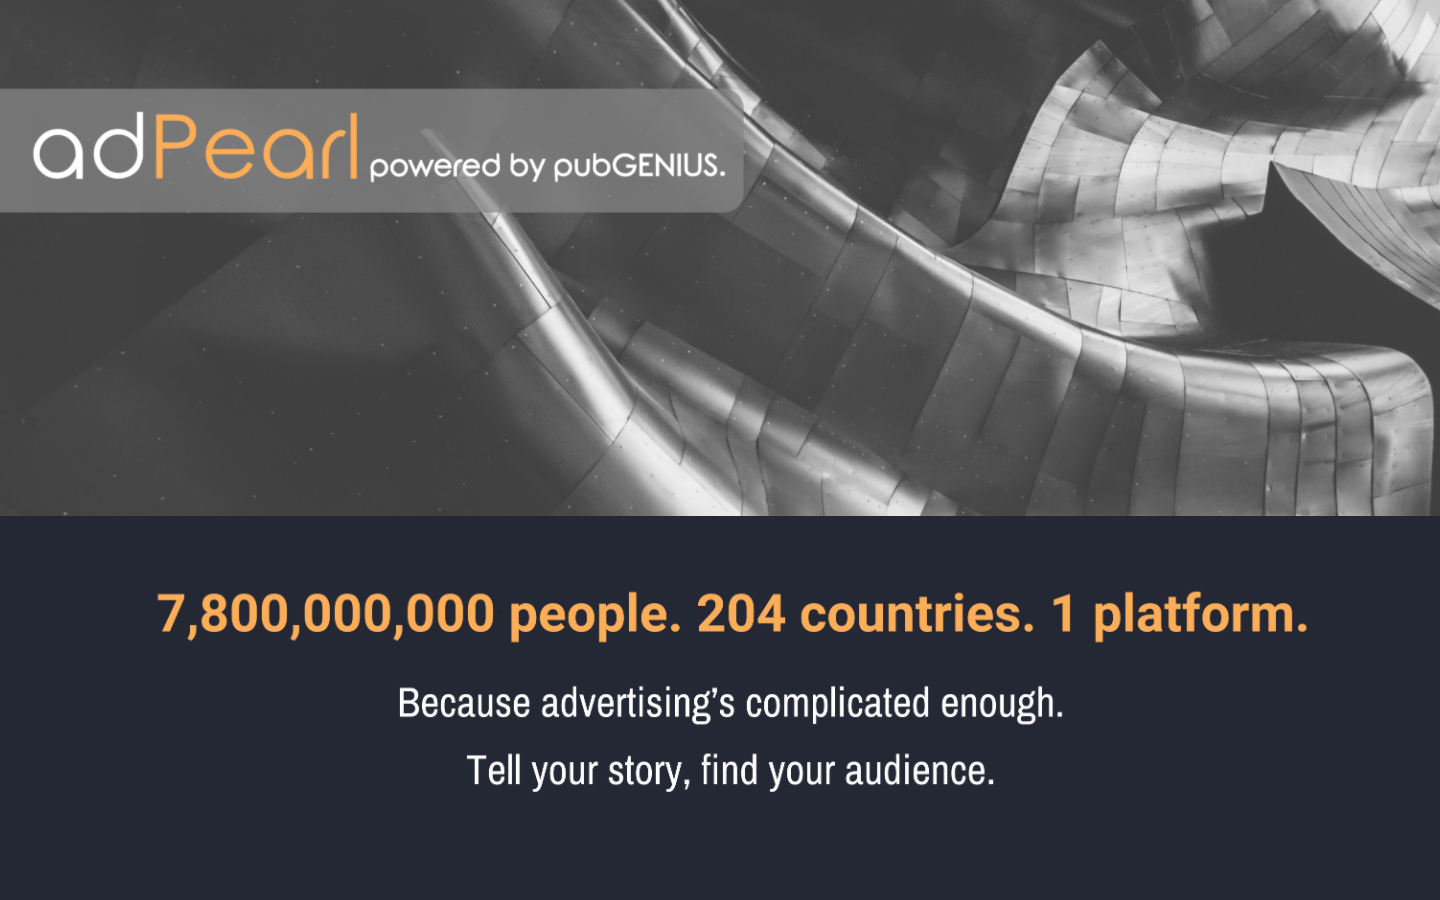 adPearl powered by pubGENIUS.
7,800,000,000 people. 204 countries. 1 platform.
Because advertising’s complicated enough.
Tell your story, find your audience.